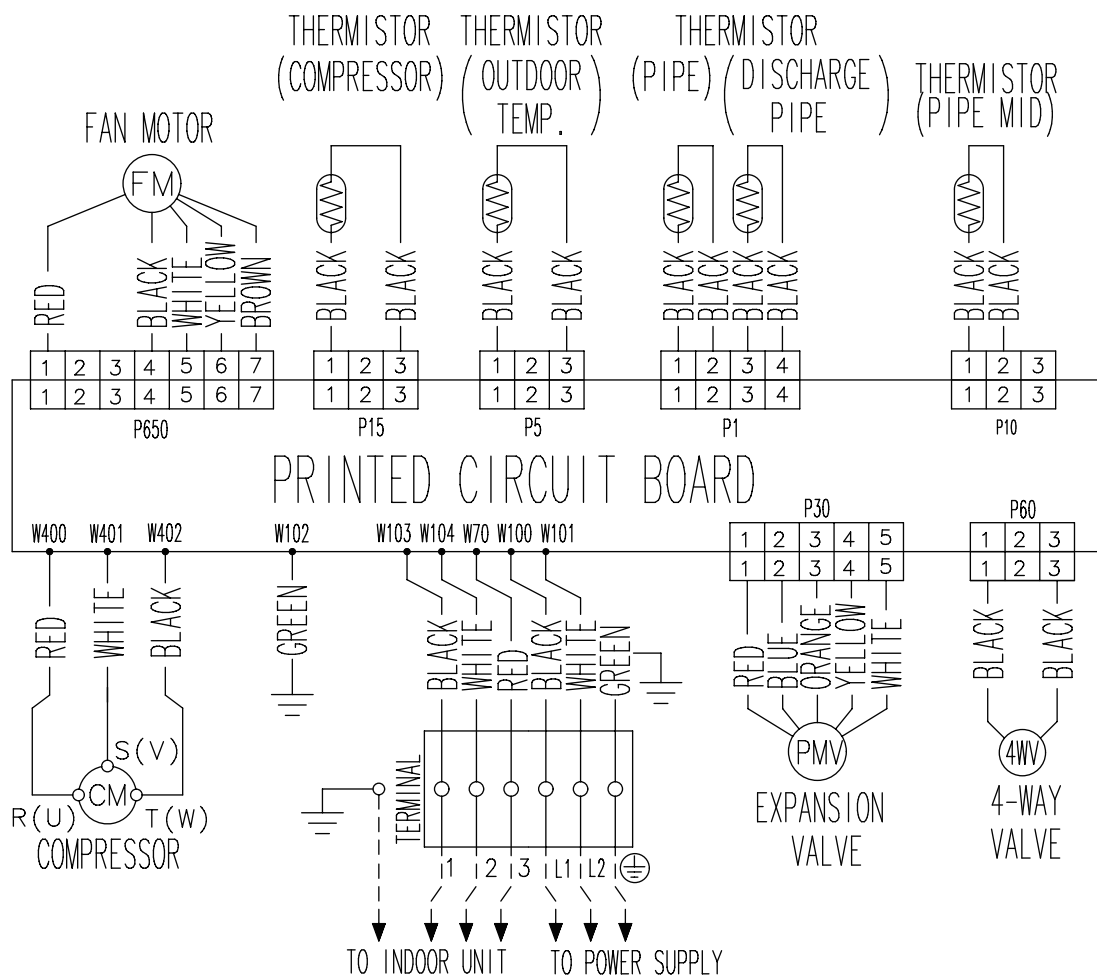 THERMISTOR THERMISTOR THERMISTOR
(COMPRESSOR) (OUTDOOR TEMP.) (PIPE) (DISCHARGE PIPE)
THERMISTOR
(PIPE MID)
FAN MOTOR
FM
RED BLACK WHITE YELLOW BROWN
BLACK BLACK
BLACK BLACK
BLACK BLACK BLACK BLACK
BLACK BLACK
1 2 3 4 5 6 7
1 2 3 4 5 6 7
P650
1 2 3
1 2 3
P15
1 2 3
1 2 3
P5
1 2 3 4
1 2 3 4
P1
1 2 3
1 2 3
P10
PRINTED CIRCUIT BOARD
W400 W401 W402 W102 W103 W104 W70 W100 W101
P30
1 2 3 4 5
1 2 3 4 5
P60
1 2 3
1 2 3
RED WHITE BLACK
GREEN
BLACK WHITE RED BLACK WHITE GREEN
RED BLUE ORANGE YELLOW WHITE
BLACK BLACK
S(V)
CM
R(U) T(W)
COMPRESSOR
TERMINAL
1 2 3 L1 L2
TO INDOOR UNIT TO POWER SUPPLY
PMV
EXPANSION
VALVE
4WV
4-WAY
VALVE